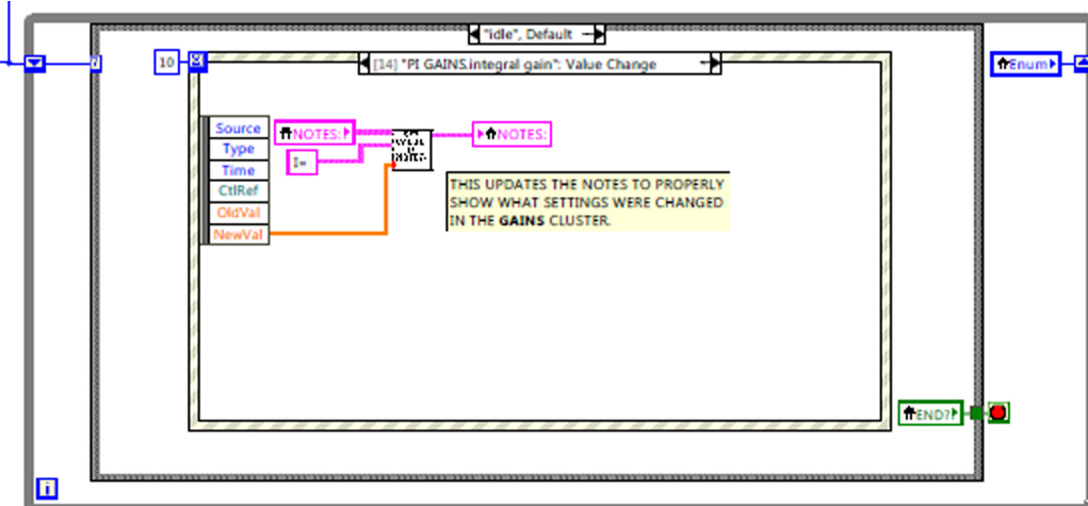 "idle", Default
10
[14] "PI GAINS.integral gain": Value Change
Enum
Source
Type
Time
CtlRef
OldVal
NewVal
NOTES:
I=
NOTES:
THIS UPDATES THE NOTES TO PROPERLY
SHOW WHAT SETTINGS WERE CHANGED
IN THE GAINS CLUSTER.
END?
i